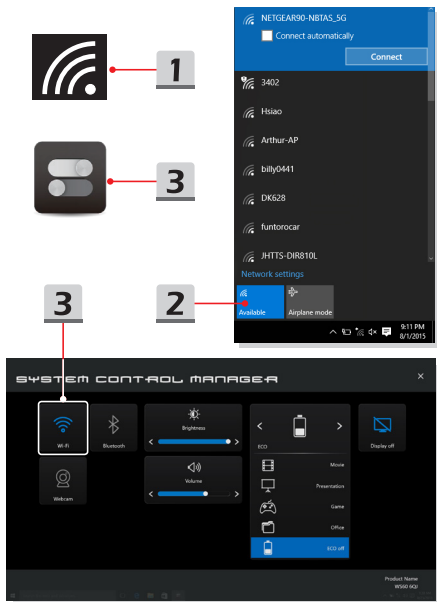 NETGEAR90-NBTAS_5G
Connect automatically
Connect
1
3402
Hsiao
Arthur-AP
3
billy0441
DK628
funtorocar
JHTTS-DIR810L
Network settings
3
2
Available
Airplane mode
9:11 PM
8/1/2015
SYSTEM CONTROL MANAGER
Wi-Fi
Bluetooth
Brightness
ECO
Display off
Webcam
Volume
Movie
Presentation
Game
Office
ECO off
Product Name
WS60 6QJ